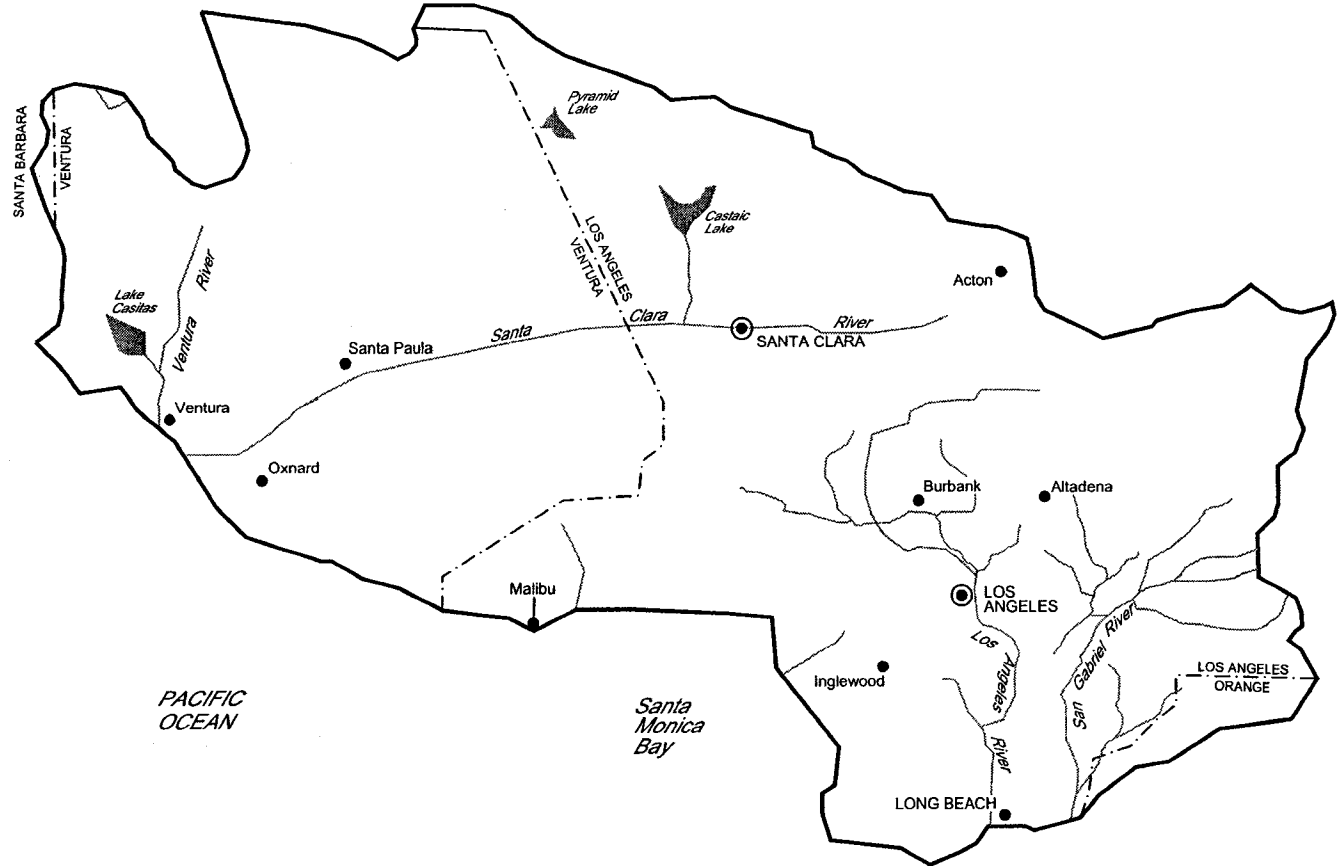 Pyramid
Lake
SANTA BARBARA
VENTURA
LOS ANGELES
VENTURA
Castaic
Lake
Acton
Lake
Casitas
Ventura River
Santa Clara River
SANTA CLARA
Santa Paula
Ventura
Oxnard
Burbank
Altadena
Malibu
LOS
ANGELES
Los Angeles River
San Gabriel River
Inglewood
LOS ANGELES
ORANGE
PACIFIC
OCEAN
Santa
Monica
Bay
LONG BEACH